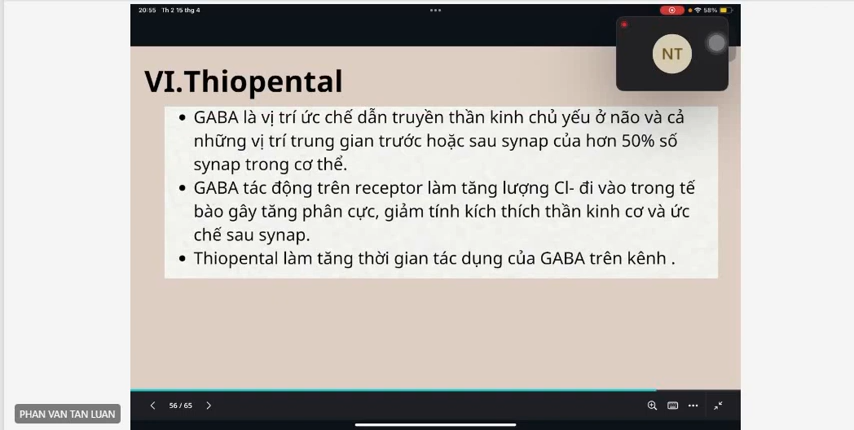 20:55 Th 2 15 thg 4
58%
NT
VI.Thiopental
• GABA là vị trí ức chế dẫn truyền thần kinh chủ yếu ở não và cả
những vị trí trung gian trước hoặc sau synap của hơn 50% số
synap trong cơ thể.
• GABA tác động trên receptor làm tăng lượng Cl- đi vào trong tế
bào gây tăng phân cực, giảm tính kích thích thần kinh cơ và ức
chế sau synap.
• Thiopental làm tăng thời gian tác dụng của GABA trên kênh .
56 / 65
PHAN VAN TAN LUAN